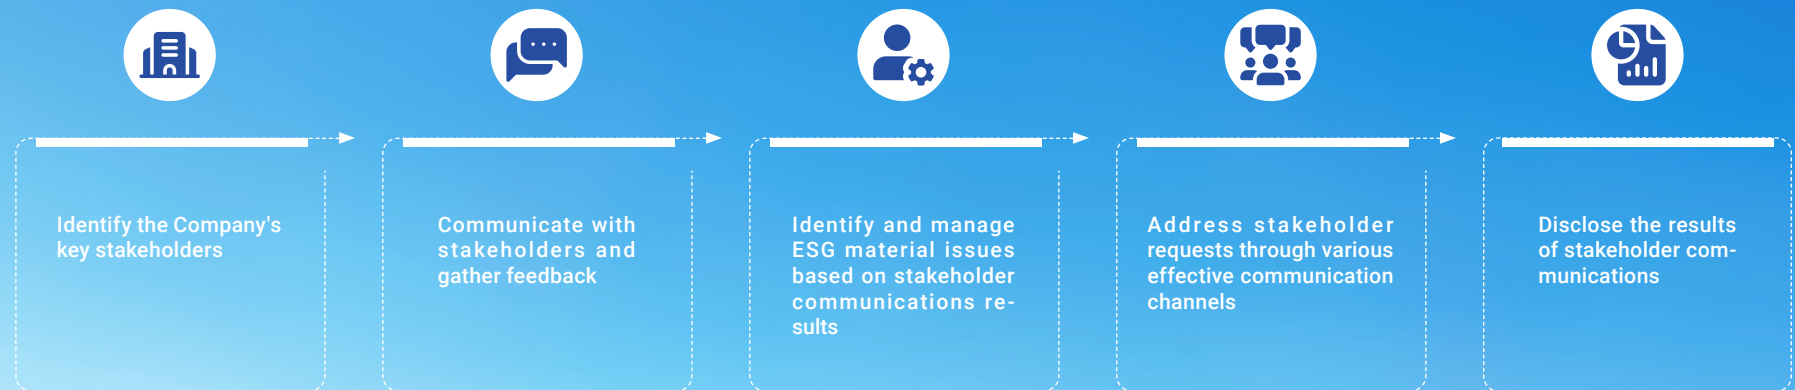 Identify the Company's
key stakeholders
Communicate with
stakeholders and
gather feedback
Identify and manage
ESG material issues
based on stakeholder
communications re-
sults
Address stakeholder
requests through various
effective communication
channels
Disclose the results
of stakeholder com-
munications